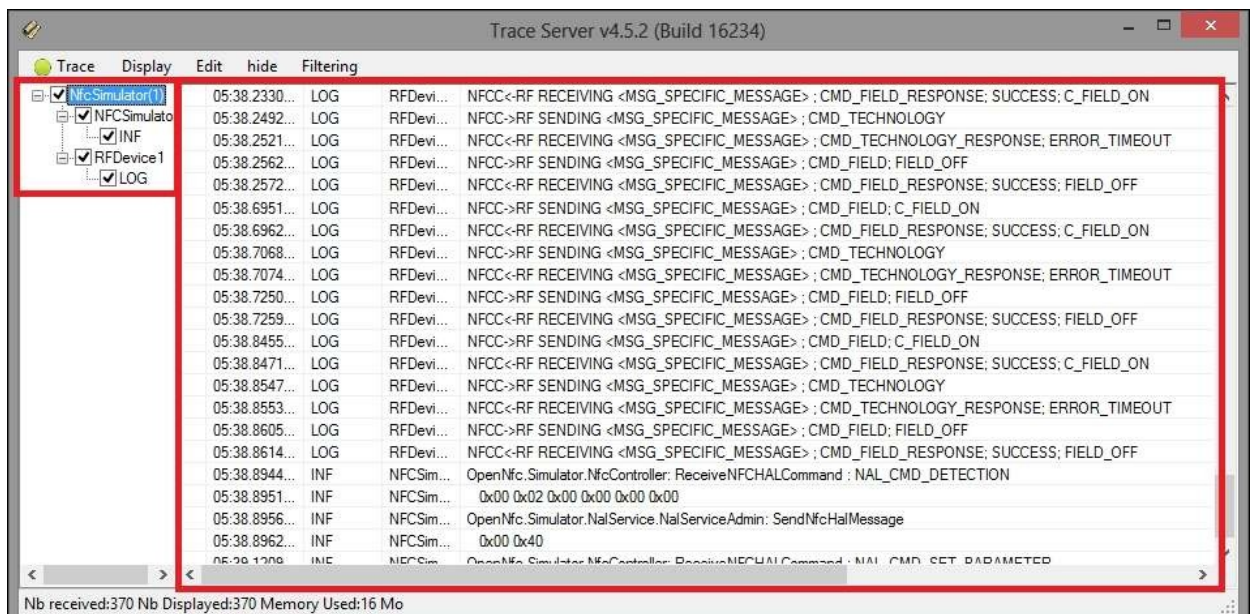 Trace Server v4.5.2 (Build 16234)
Trace Display Edit hide Filtering
NfcSimulator(1)
NFCSimulato
INF
RFDevice1
LOG
05:38.2330... LOG RFDevi... NFCC<-RF RECEIVING <MSG_SPECIFIC_MESSAGE> ; CMD_FIELD_RESPONSE; SUCCESS; C_FIELD_ON
05:38.2492... LOG RFDevi... NFCC->RF SENDING <MSG_SPECIFIC_MESSAGE> ; CMD_TECHNOLOGY
05:38.2521... LOG RFDevi... NFCC<-RF RECEIVING <MSG_SPECIFIC_MESSAGE> ; CMD_TECHNOLOGY_RESPONSE; ERROR_TIMEOUT
05:38.2562... LOG RFDevi... NFCC->RF SENDING <MSG_SPECIFIC_MESSAGE> ; CMD_FIELD; FIELD_OFF
05:38.2572... LOG RFDevi... NFCC<-RF RECEIVING <MSG_SPECIFIC_MESSAGE> ; CMD_FIELD_RESPONSE; SUCCESS; FIELD_OFF
05:38.6951... LOG RFDevi... NFCC->RF SENDING <MSG_SPECIFIC_MESSAGE> ; CMD_FIELD; C_FIELD_ON
05:38.6962... LOG RFDevi... NFCC<-RF RECEIVING <MSG_SPECIFIC_MESSAGE> ; CMD_FIELD_RESPONSE; SUCCESS; C_FIELD_ON
05:38.7068... LOG RFDevi... NFCC->RF SENDING <MSG_SPECIFIC_MESSAGE> ; CMD_TECHNOLOGY
05:38.7074... LOG RFDevi... NFCC<-RF RECEIVING <MSG_SPECIFIC_MESSAGE> ; CMD_TECHNOLOGY_RESPONSE; ERROR_TIMEOUT
05:38.7250... LOG RFDevi... NFCC->RF SENDING <MSG_SPECIFIC_MESSAGE> ; CMD_FIELD; FIELD_OFF
05:38.7259... LOG RFDevi... NFCC<-RF RECEIVING <MSG_SPECIFIC_MESSAGE> ; CMD_FIELD_RESPONSE; SUCCESS; FIELD_OFF
05:38.8455... LOG RFDevi... NFCC->RF SENDING <MSG_SPECIFIC_MESSAGE> ; CMD_FIELD; C_FIELD_ON
05:38.8471... LOG RFDevi... NFCC<-RF RECEIVING <MSG_SPECIFIC_MESSAGE> ; CMD_FIELD_RESPONSE; SUCCESS; C_FIELD_ON
05:38.8547... LOG RFDevi... NFCC->RF SENDING <MSG_SPECIFIC_MESSAGE> ; CMD_TECHNOLOGY
05:38.8553... LOG RFDevi... NFCC<-RF RECEIVING <MSG_SPECIFIC_MESSAGE> ; CMD_TECHNOLOGY_RESPONSE; ERROR_TIMEOUT
05:38.8605... LOG RFDevi... NFCC->RF SENDING <MSG_SPECIFIC_MESSAGE> ; CMD_FIELD; FIELD_OFF
05:38.8614... LOG RFDevi... NFCC<-RF RECEIVING <MSG_SPECIFIC_MESSAGE> ; CMD_FIELD_RESPONSE; SUCCESS; FIELD_OFF
05:38.8944... INF NFCSim... OpenNfc.Simulator.NfcController: ReceiveNFCHALCommand : NAL_CMD_DETECTION
05:38.8951... INF NFCSim... 0x00 0x02 0x00 0x00 0x00 0x00
05:38.8956... INF NFCSim... OpenNfc.Simulator.NalService.NalServiceAdmin: SendNfcHalMessage
05:38.8962... INF NFCSim... 0x00 0x40
05:39.1209... INF NFCSim... OpenNfc.Simulator.NfcController: ReceiveNFCHALCommand : NAL_CMD_SET_PARAMETER
Nb received:370 Nb Displayed:370 Memory Used:16 Mo